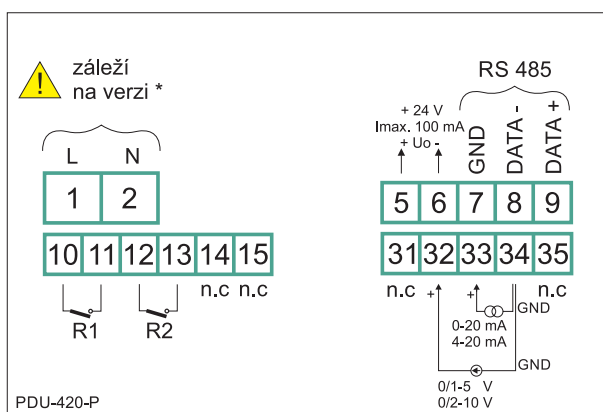 !
záleží
na verzi *
L N
1 2
10 11 12 13 14 15
n.c n.c
R1 R2
RS 485
+ 24 V
Imax. 100 mA
+ Uo -
GND
DATA -
DATA +
5 6 7 8 9
31 32 33 34 35
n.c n.c
+ +
GND
0-20 mA
4-20 mA
GND
0/1-5 V
0/2-10 V
PDU-420-P